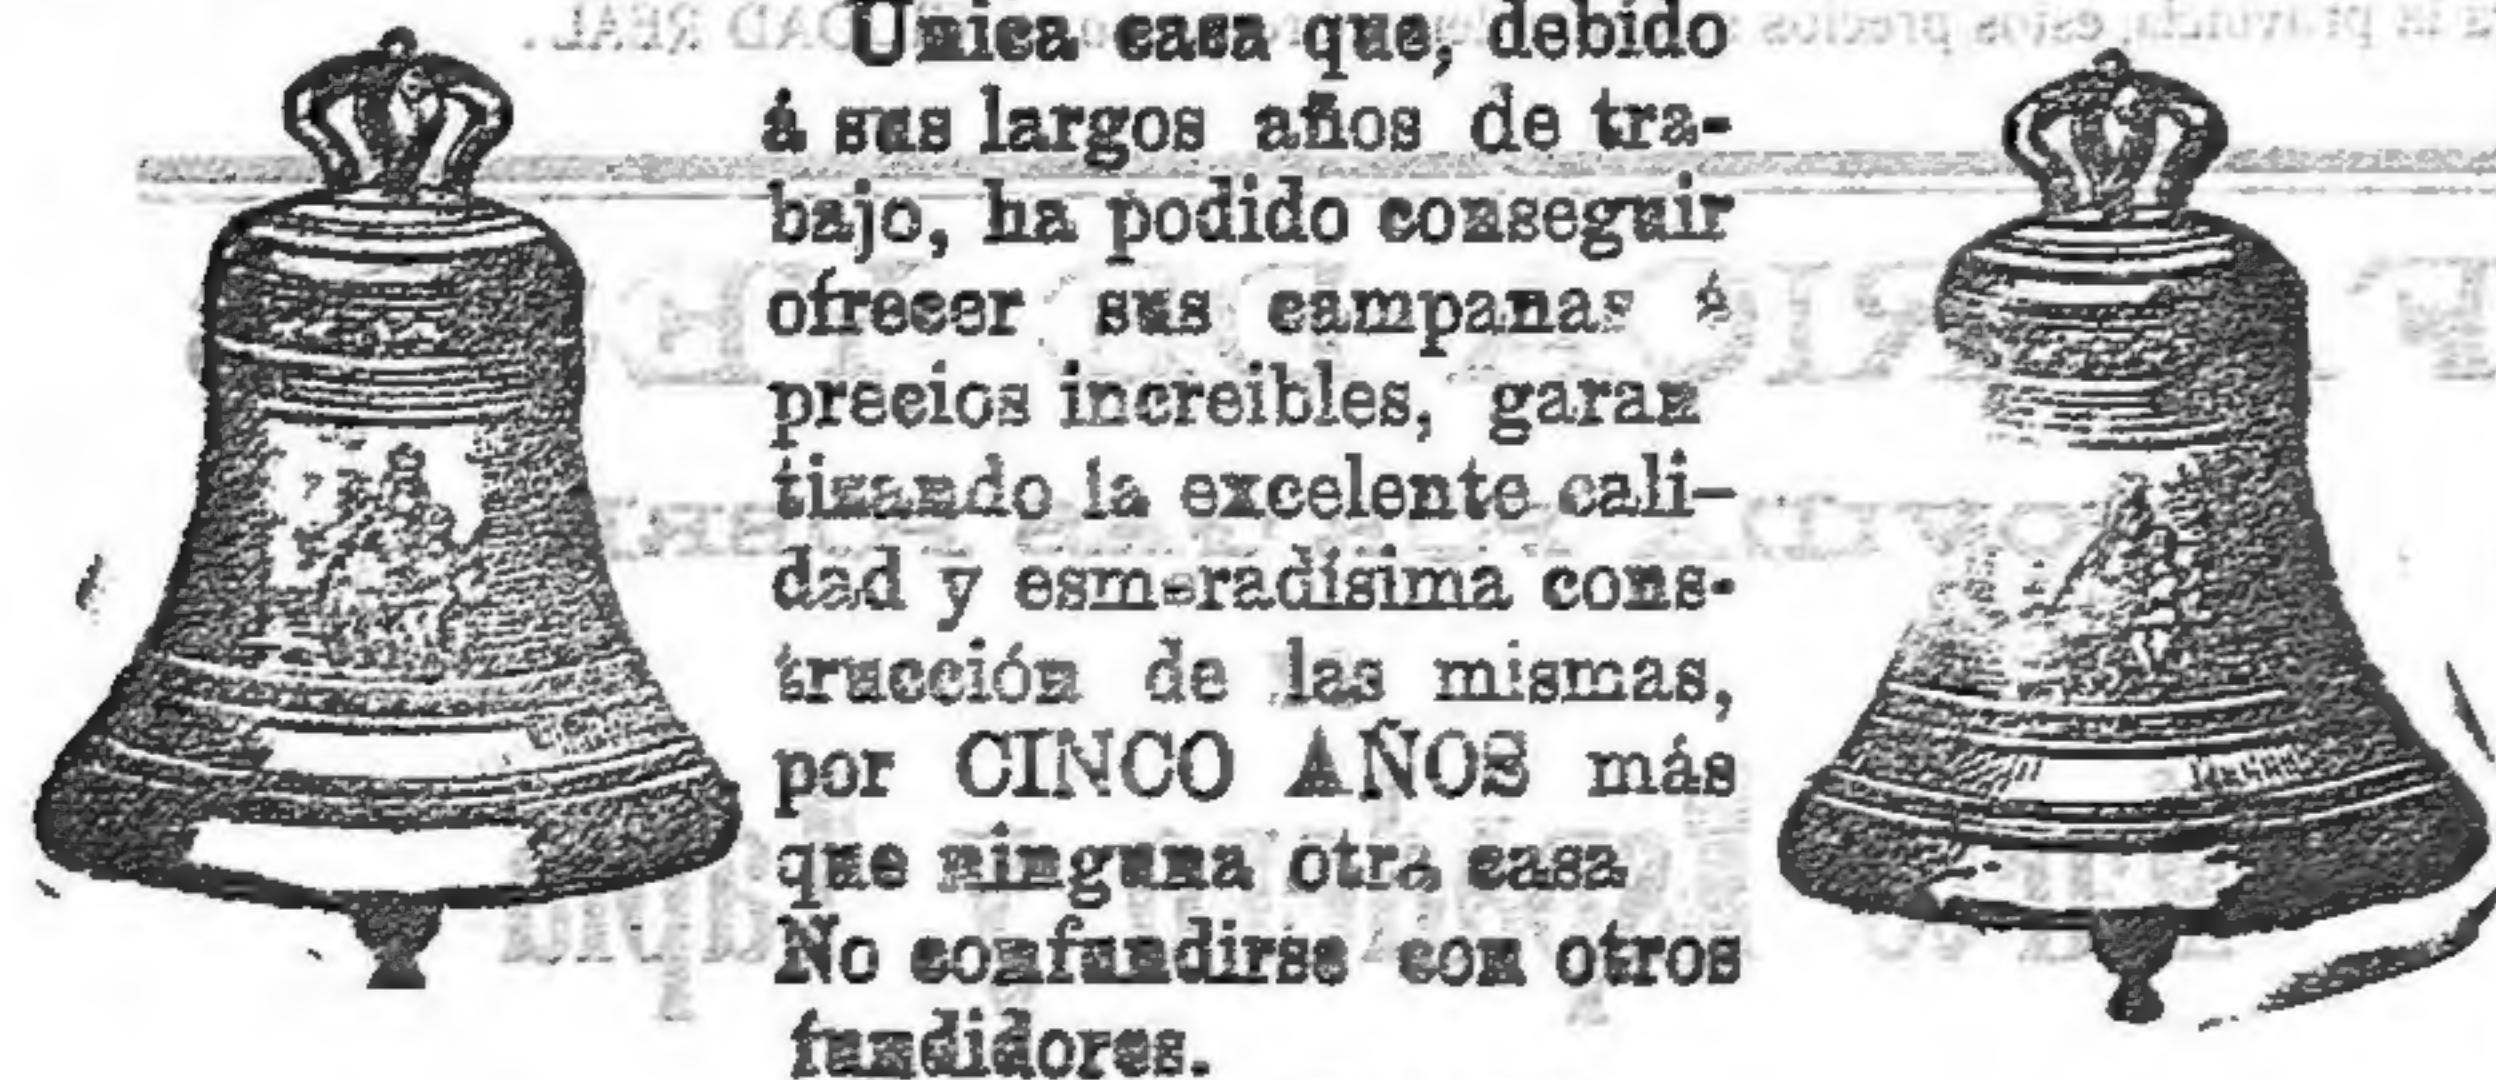 Unica casa que, debido
á sus largos años de tra-
bajo, ha podido conseguir
ofrecer sus campanas á
precios increibles, garan
tizando la excelente cali-
dad y esmeradísima cons-
trucción de las mismas,
por CINCO AÑOS más
que ninguna otra casa
No confundirse con otros
fundidores.